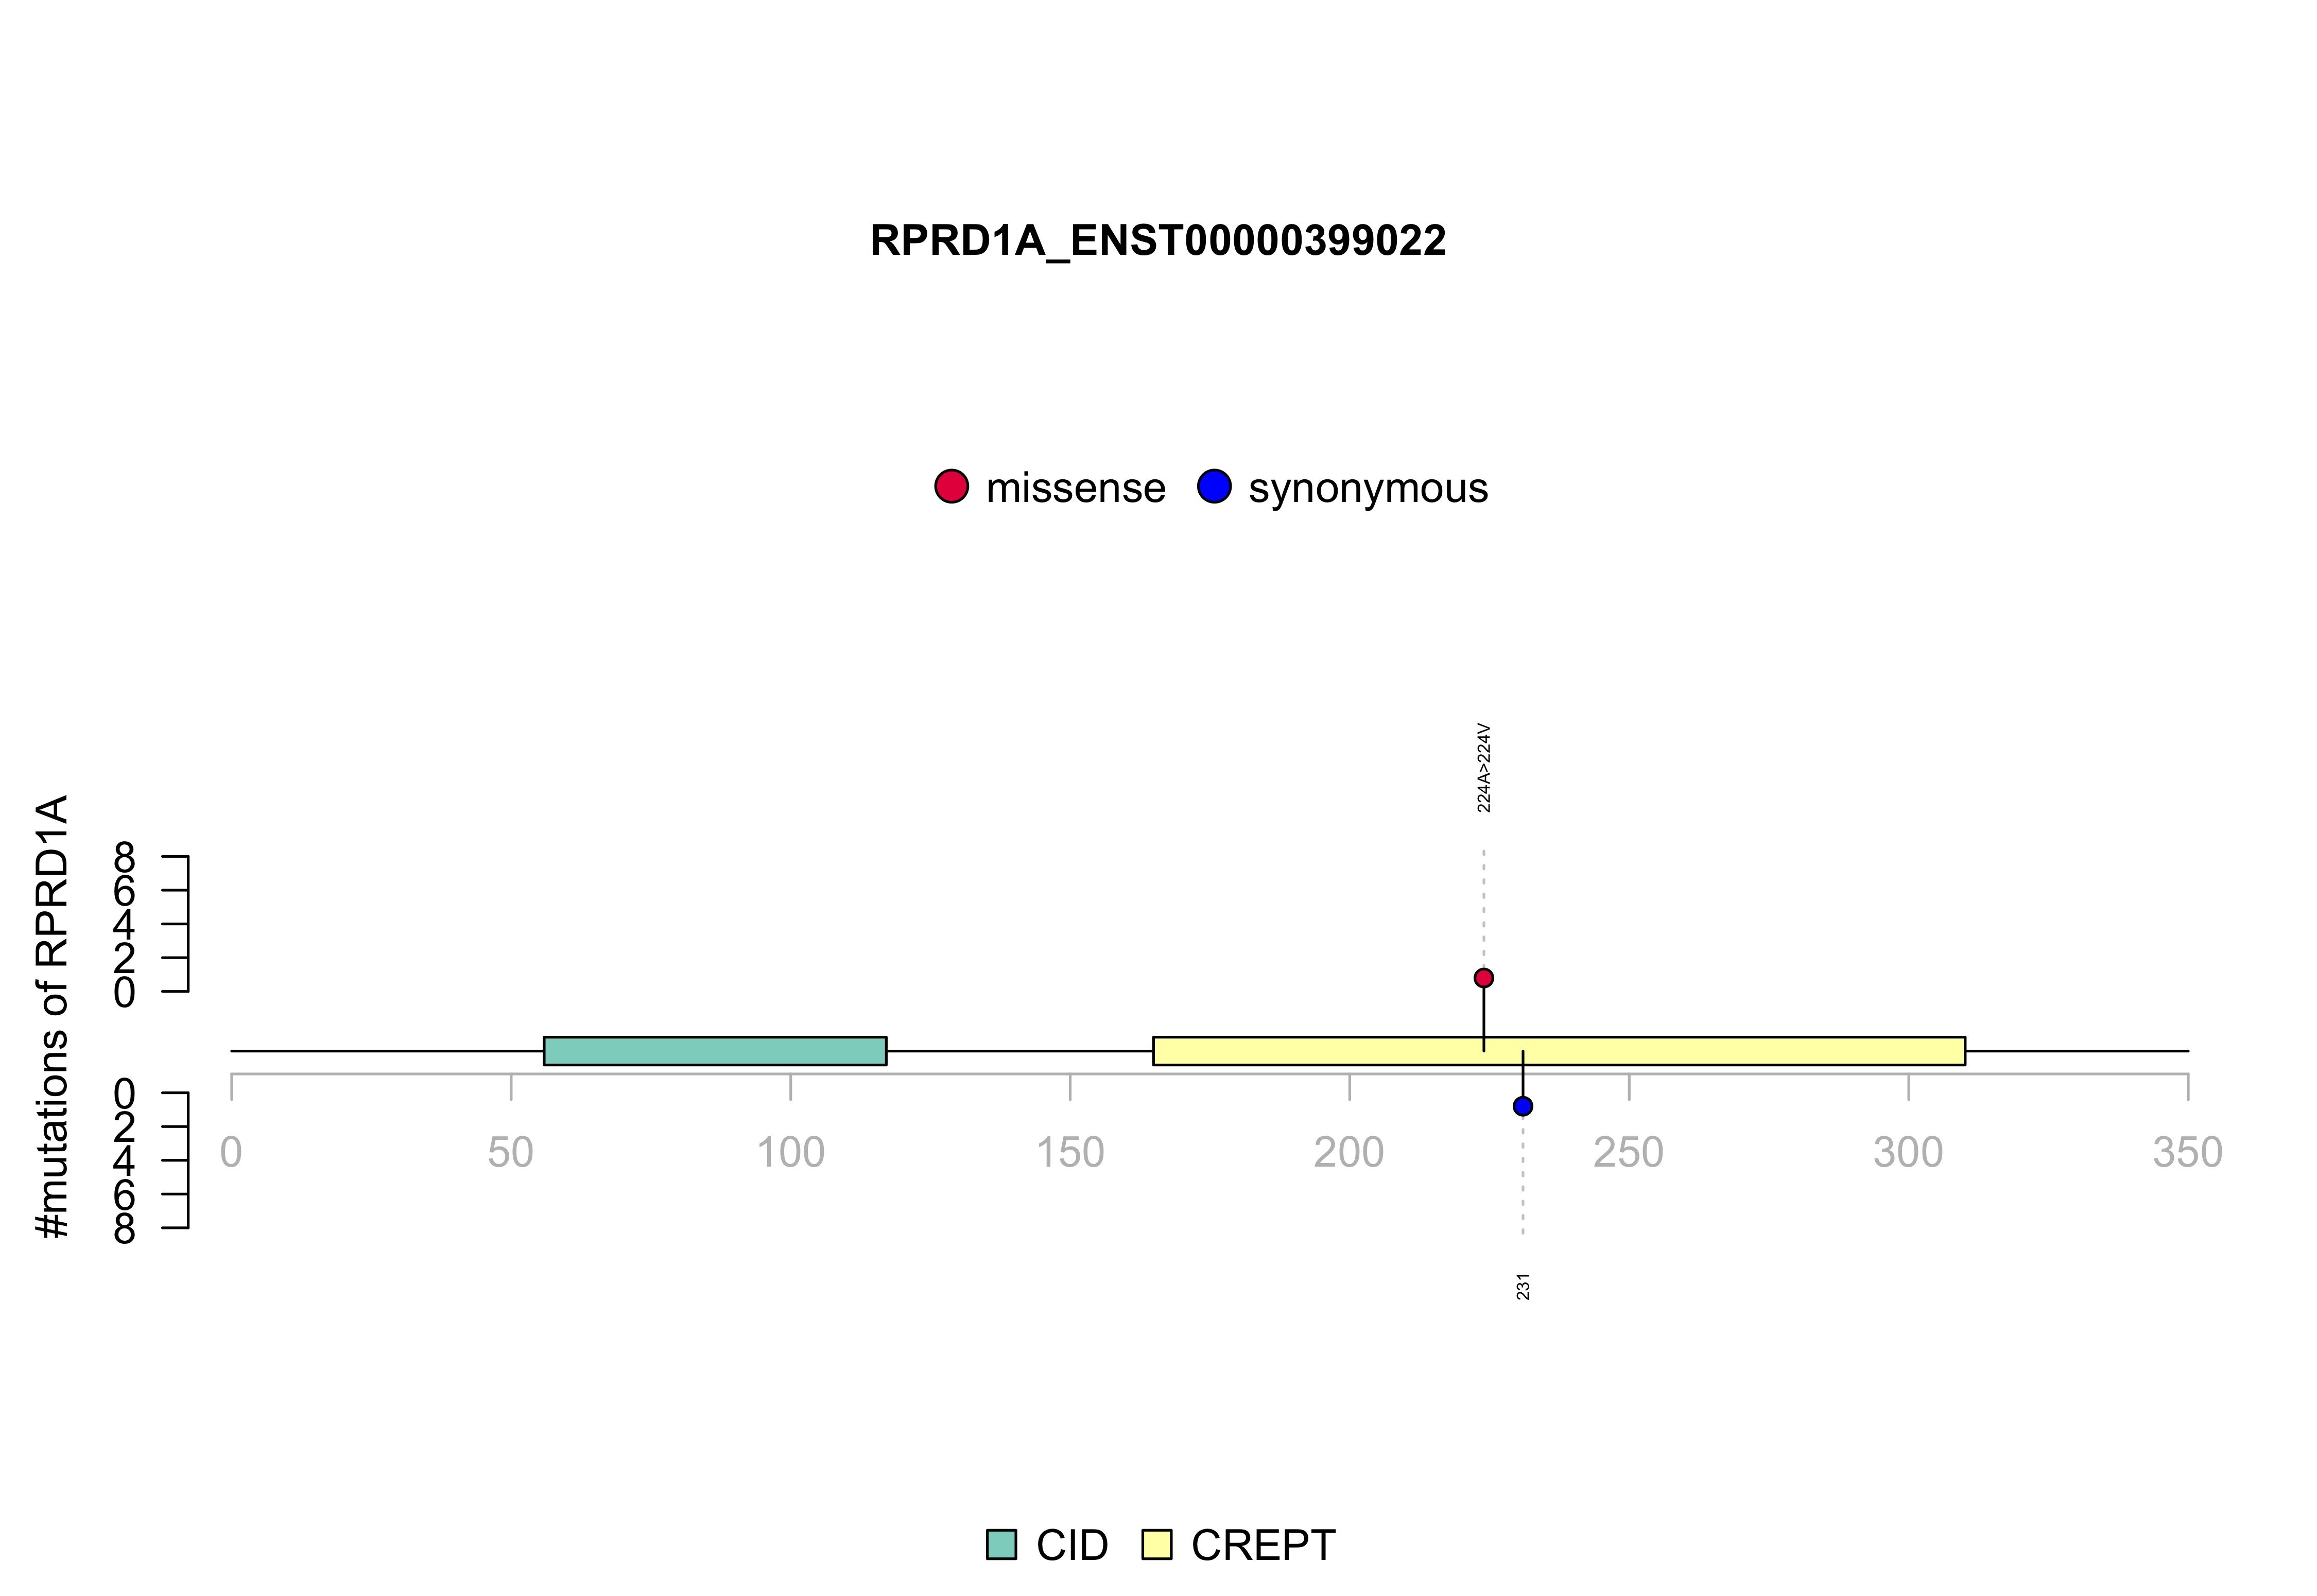 RPRD1A_ENST00000399022
missense synonymous
224A>224V
#mutations of RPRD1A
8
6
4
2
0
0
2
4
6
8
0 50 100 150 200 250 300 350
231
CID CREPT